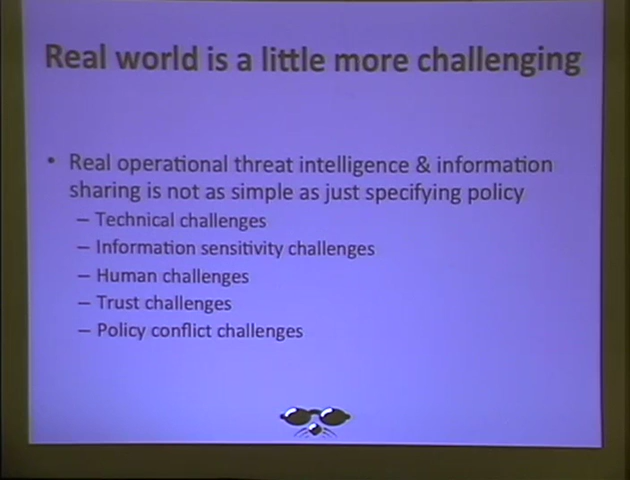 Real world is a little more challenging
• Real operational threat intelligence & information
sharing is not as simple as just specifying policy
– Technical challenges
– Information sensitivity challenges
– Human challenges
– Trust challenges
– Policy conflict challenges